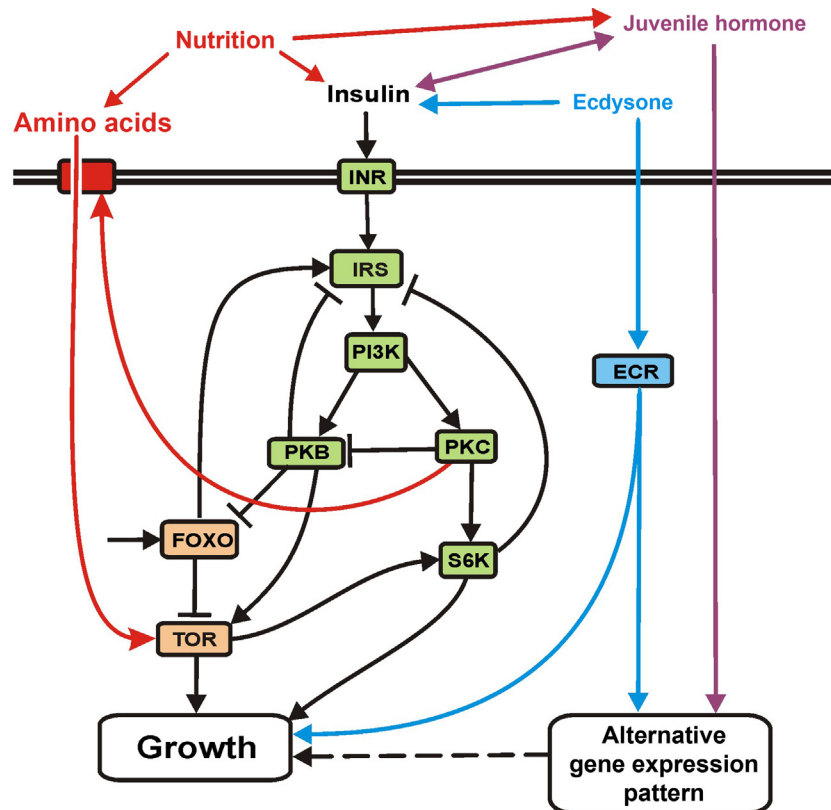 Nutrition
Juvenile hormone
Insulin
Ecdysone
Amino acids
INR
IRS
PI3K
ECR
PKB
PKC
FOXO
S6K
TOR
Growth
Alternative
gene expression
pattern